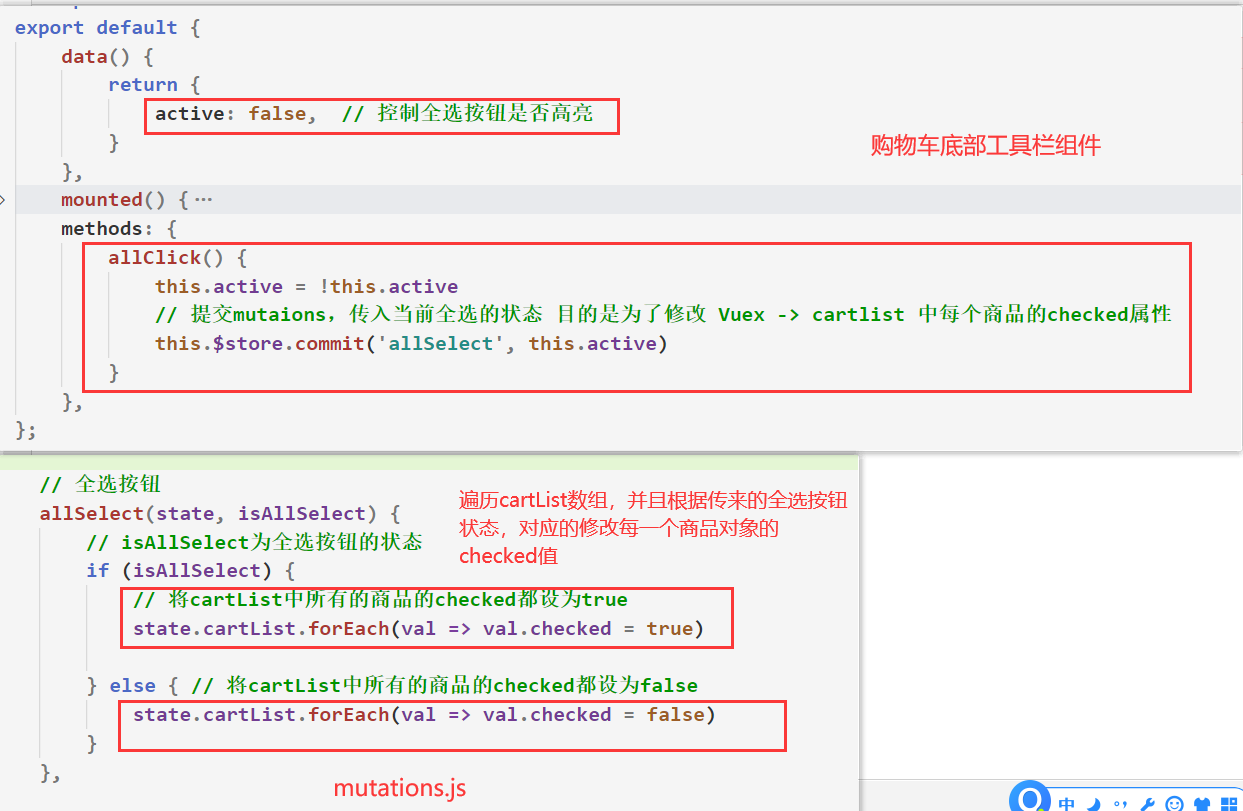 export default {
data() {
return {
active: false,  // 控制全选按钮是否高亮
}
购物车底部工具栏组件
},
mounted() { ···
methods: {
allClick() {
this.active = !this.active
// 提交mutaions，传入当前全选的状态 目的是为了修改 Vuex -> cartlist 中每个商品的checked属性
this.$store.commit('allSelect', this.active)
}
},
};
// 全选按钮
allSelect(state, isAllSelect) {
// isAllSelect为全选按钮的状态
if (isAllSelect) {
// 将cartList中所有的商品的checked都设为true
state.cartList.forEach(val => val.checked = true)
} else { // 将cartList中所有的商品的checked都设为false
state.cartList.forEach(val => val.checked = false)
}
},
遍历cartList数组，并且根据传来的全选按钮
状态，对应的修改每一个商品对象的
checked值
mutations.js
中